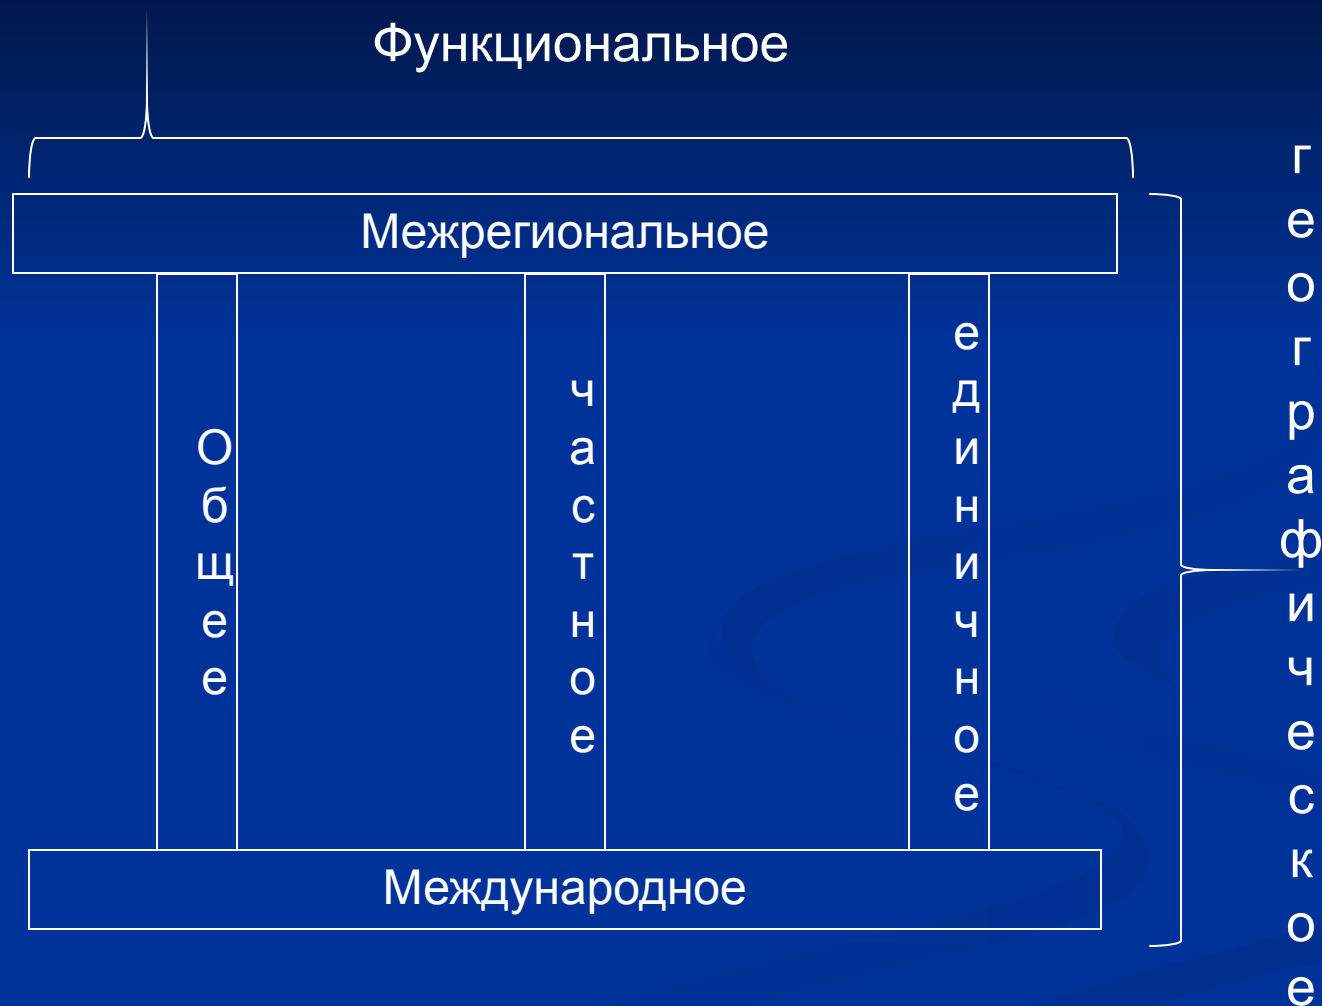 Функциональное
Межрегиональное
Общее
частное
единичное
Международное
географическое